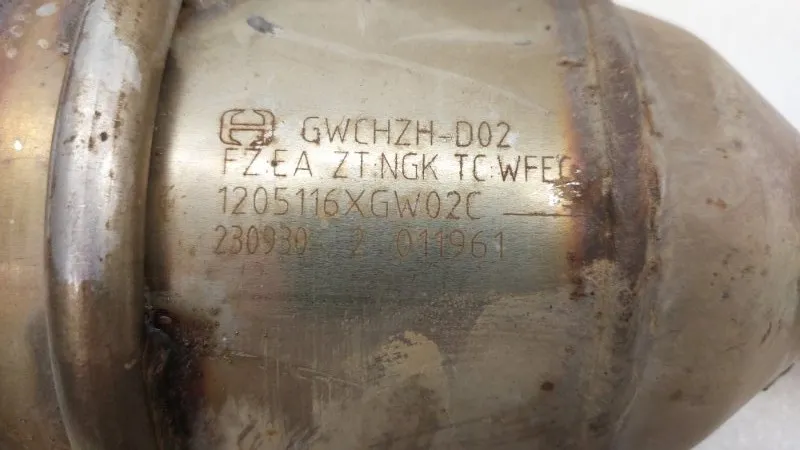 GWCHZH-D02
FZ:EA ZT:NGK TC:WFEC
1205116XGW02C
230930 2 011961